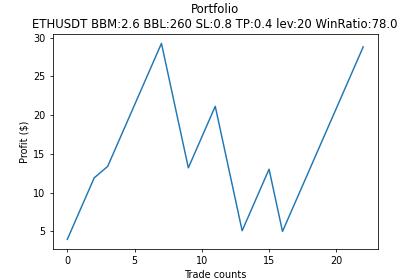 Portfolio
ETHUSDT BBM:2.6 BBL:260 SL:0.8 TP:0.4 lev:20 WinRatio:78.0
30
25
20
15
10
5
Profit ($)
0 5 10 15 20
Trade counts